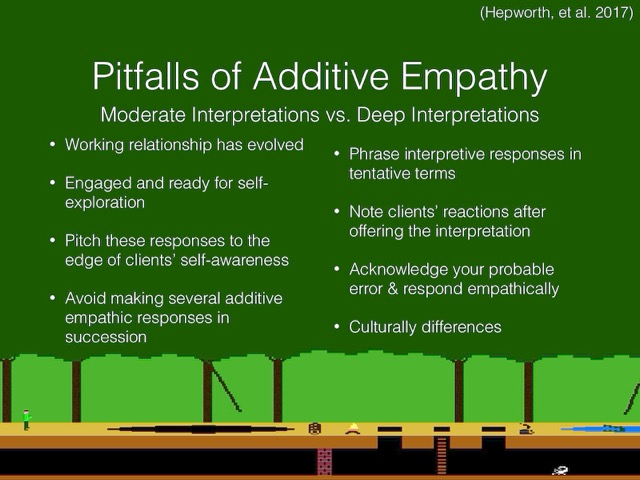 (Hepworth, et al. 2017)
Pitfalls of Additive Empathy
Moderate Interpretations vs. Deep Interpretations
• Working relationship has evolved
• Engaged and ready for self-
exploration
• Pitch these responses to the
edge of clients' self-awareness
• Avoid making several additive
empathic responses in
succession
• Phrase interpretive responses in
tentative terms
• Note clients' reactions after
offering the interpretation
• Acknowledge your probable
error & respond empathically
• Culturally differences